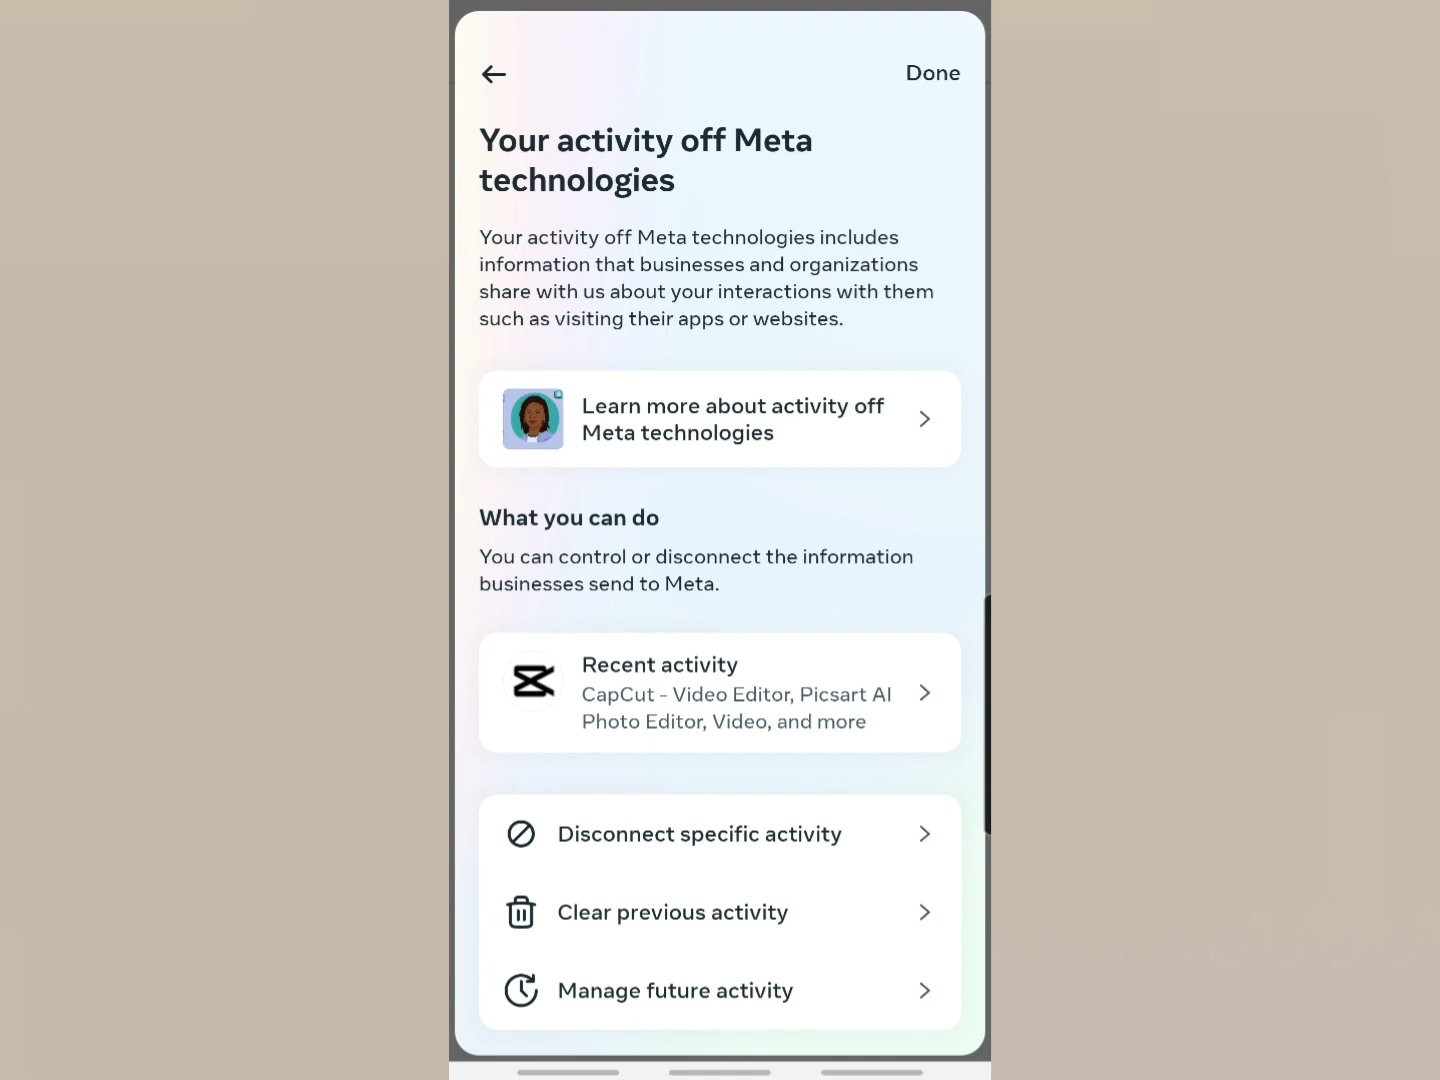 Done
Your activity off Meta
technologies
Your activity off Meta technologies includes
information that businesses and organizations
share with us about your interactions with them
such as visiting their apps or websites.
Learn more about activity off
Meta technologies
What you can do
You can control or disconnect the information
businesses send to Meta.
Recent activity
CapCut - Video Editor, Picsart AI
Photo Editor, Video, and more
Disconnect specific activity
Clear previous activity
Manage future activity